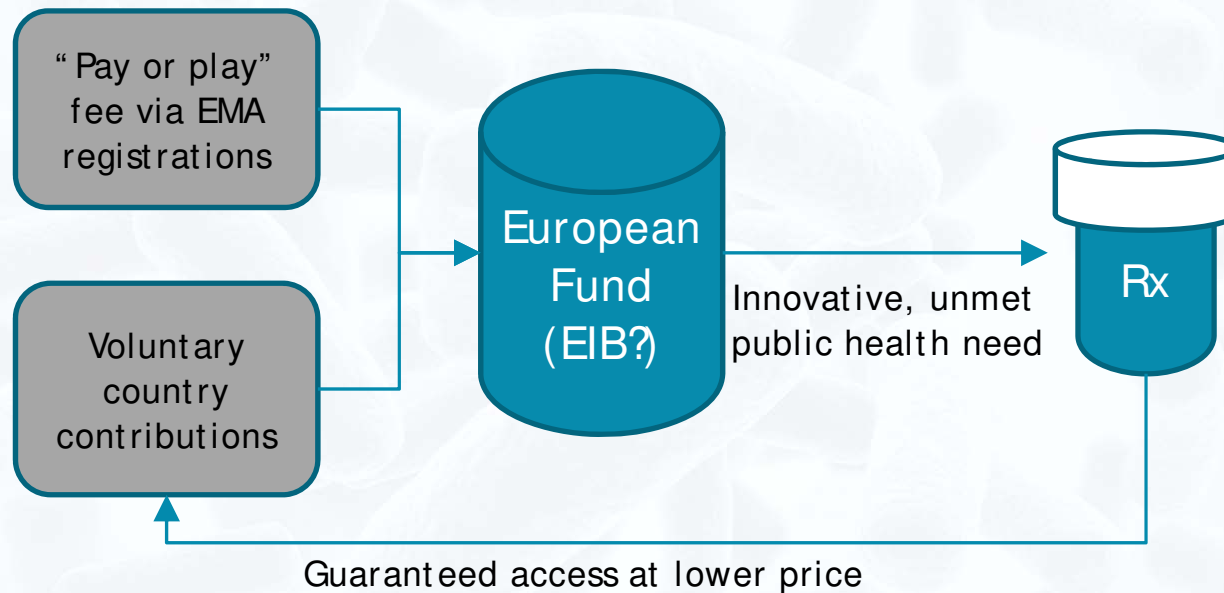 “Pay or play”
fee via EMA
registrations
Voluntary
country
contributions
European
Fund
(EIB?)
Innovative, unmet
public health need
Rx
Guaranteed access at lower price